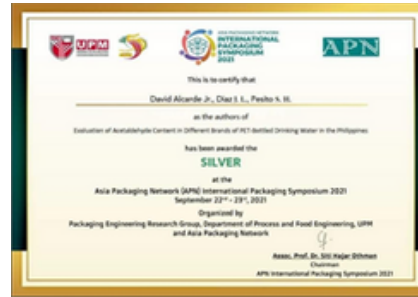 UPM
ASIA PACKAGING NETWORK
INTERNATIONAL
PACKAGING
SYMPOSIUM
2021
APN
This is to certify that
David Alcarde Jr., Diaz J. L., Pesito S. H.
as the authors of
Evaluation of Acetaldehyde Content in Different Brands of PET-Bottled Drinking Water in the Philippines
has been awarded the
SILVER
at the
Asia Packaging Network (APN) International Packaging Symposium 2021
September 22nd - 23rd, 2021
Organized by
Packaging Engineering Research Group, Department of Process and Food Engineering, UPM
and Asia Packaging Network
Assoc. Prof. Dr. Siti Hajar Othman
Chairman
APN International Packaging Symposium 2021